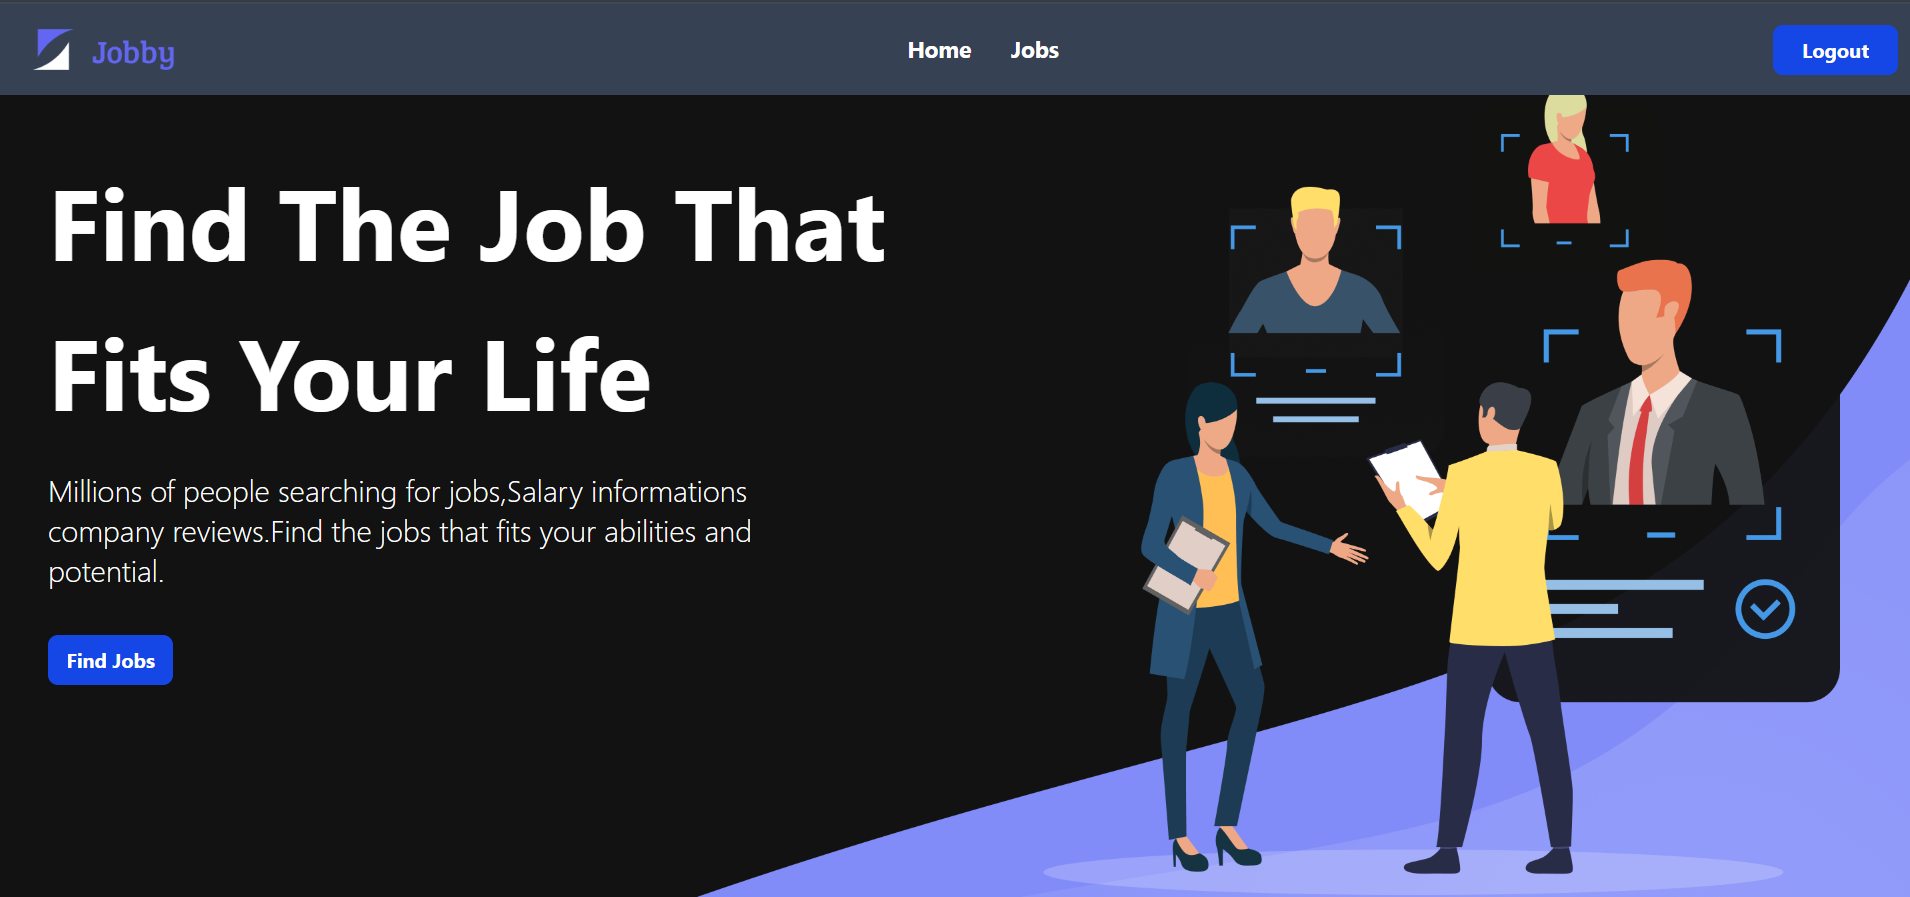 Jobby
Home
Jobs
Logout
Find The Job That
Fits Your Life
Millions of people searching for jobs,Salary informations
company reviews.Find the jobs that fits your abilities and
potential.
Find Jobs